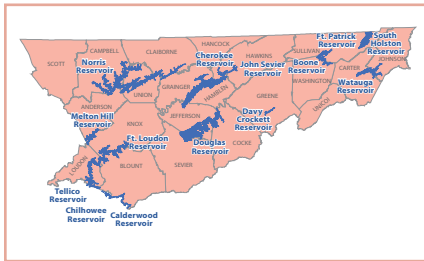 Ft. Patrick
Reservoir
South
Holston
Reservoir
HANCOCK
SULLIVAN
JOHNSON
CAMPBELL
CLAIBORNE
Cherokee
Reservoir
HAWKINS
John Sevier
Reservoir
Boone
Reservoir
CARTER
Norris
Reservoir
SCOTT
GRAINGER
WASHINGTON
Watauga
Reservoir
UNION
HAMBLEN
GREENE
UNICOI
ANDERSON
Melton Hill
Reservoir
KNOX
JEFFERSON
Davy
Crockett
Reservoir
Ft. Loudon
Reservoir
Douglas
Reservoir
COCKE
LOUDON
BLOUNT
SEVIER
Tellico
Reservoir
Chilhowee
Reservoir
Calderwood
Reservoir